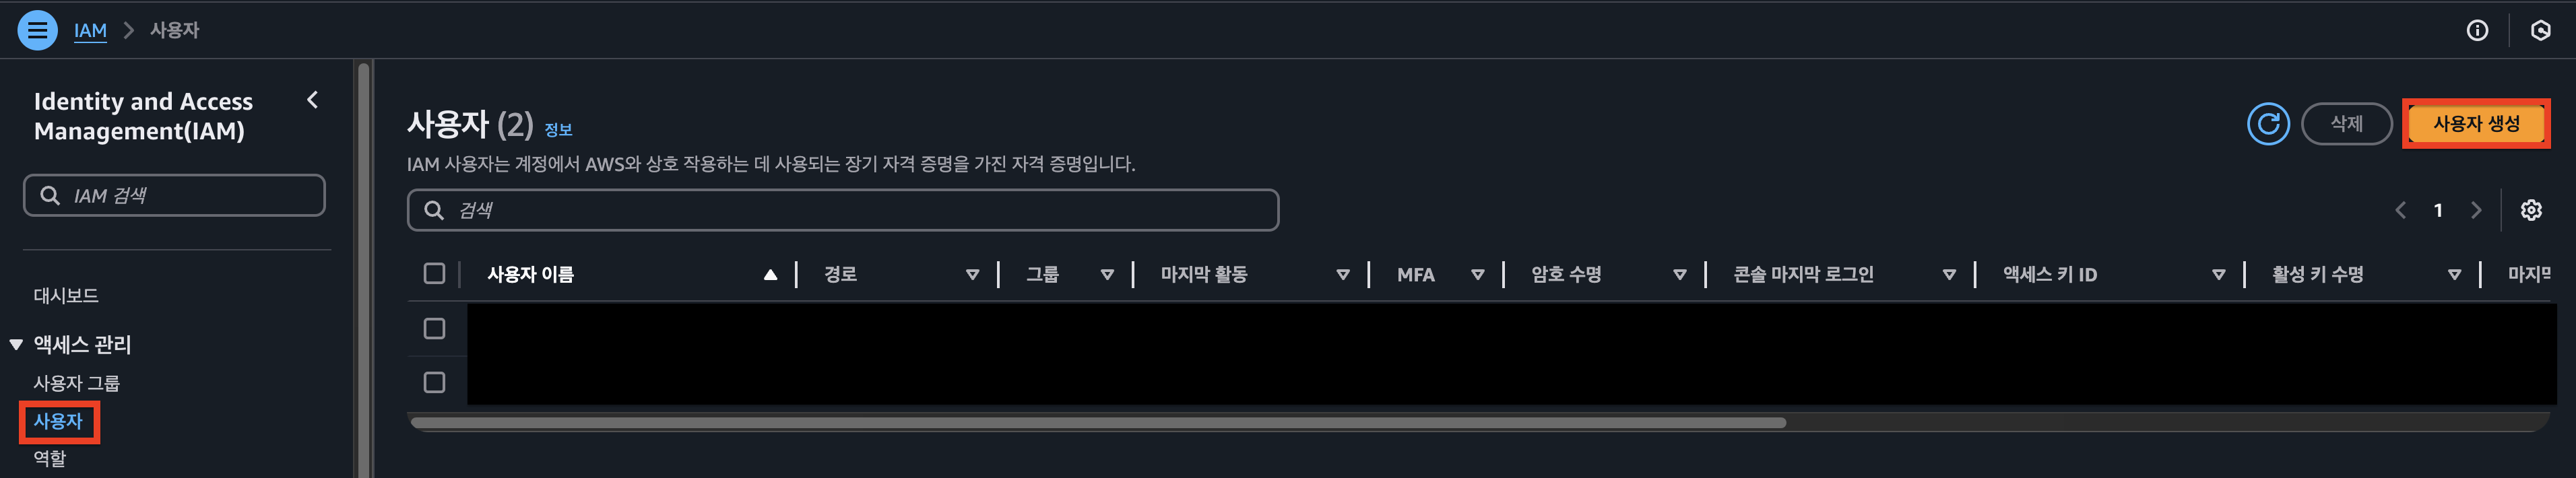 IAM > 사용자
Identity and Access
Management(IAM)
IAM 검색
대시보드
액세스 관리
사용자 그룹
사용자
역할
사용자 (2) 정보
삭제
사용자 생성
IAM 사용자는 계정에서 AWS와 상호 작용하는 데 사용되는 장기 자격 증명을 가진 자격 증명입니다.
검색
1
사용자 이름 경로 그룹 마지막 활동 MFA 암호 수명 콘솔 마지막 로그인 액세스 키 ID 활성 키 수명